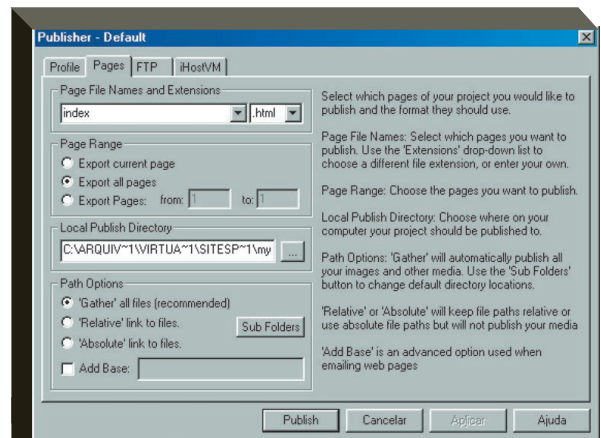 Publisher - Default
Profile
Pages
FTP
iHostVM
Page File Names and Extensions
index
.html
Page Range
Export current page
Export all pages
Export Pages: from: 1 to: 1
Local Publish Directory
C:\ARQUIV~1\VIRTUA~1\SITESP~1\my
...
Path Options
'Gather' all files (recommended)
'Relative' link to files.
Sub Folders
'Absolute' link to files.
Add Base:
Select which pages of your project you would like to
publish and the format they should use.
Page File Names: Select which pages you want to
publish. Use the 'Extensions' drop-down list to
choose a different file extension, or enter your own.
Page Range: Choose the pages you want to publish.
Local Publish Directory: Choose where on your
computer your project should be published to.
Path Options: 'Gather' will automatically publish all
your images and other media. Use the 'Sub Folders'
button to change default directory locations.
'Relative' or 'Absolute' will keep file paths relative or
use absolute file paths but will not publish your media
'Add Base' is an advanced option used when
emailing web pages
Publish
Cancelar
Aplicar
Ajuda